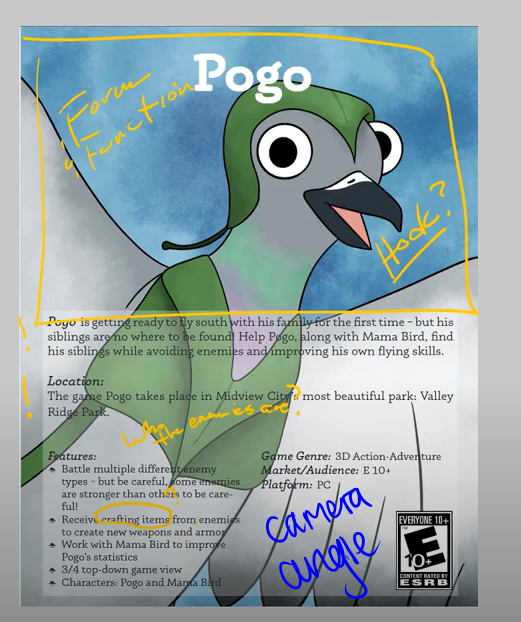 Pogo
Form
&
Function
Hook?
Pogo is getting ready to fly south with his family for the first time – but his
siblings are no where to be found! Help Pogo, along with Mama Bird, find
his siblings while avoiding enemies and improving his own flying skills.
!
!
Location:
The game Pogo takes place in Midview City's most beautiful park: Valley
Ridge Park.
Who
the enemies are?
Features:
Battle multiple different enemy
types – but be careful, some enemies
are stronger than others to be care-
ful!
Receive crafting items from enemies
to create new weapons and armor
Work with Mama Bird to improve
Pogo's statistics
3/4 top-down game view
Characters: Pogo and Mama Bird
Game Genre: 3D Action-Adventure
Market/Audience: E 10+
Platform: PC
camera
angle
EVERYONE 10+
E
10+
CONTENT RATED BY
ESRB